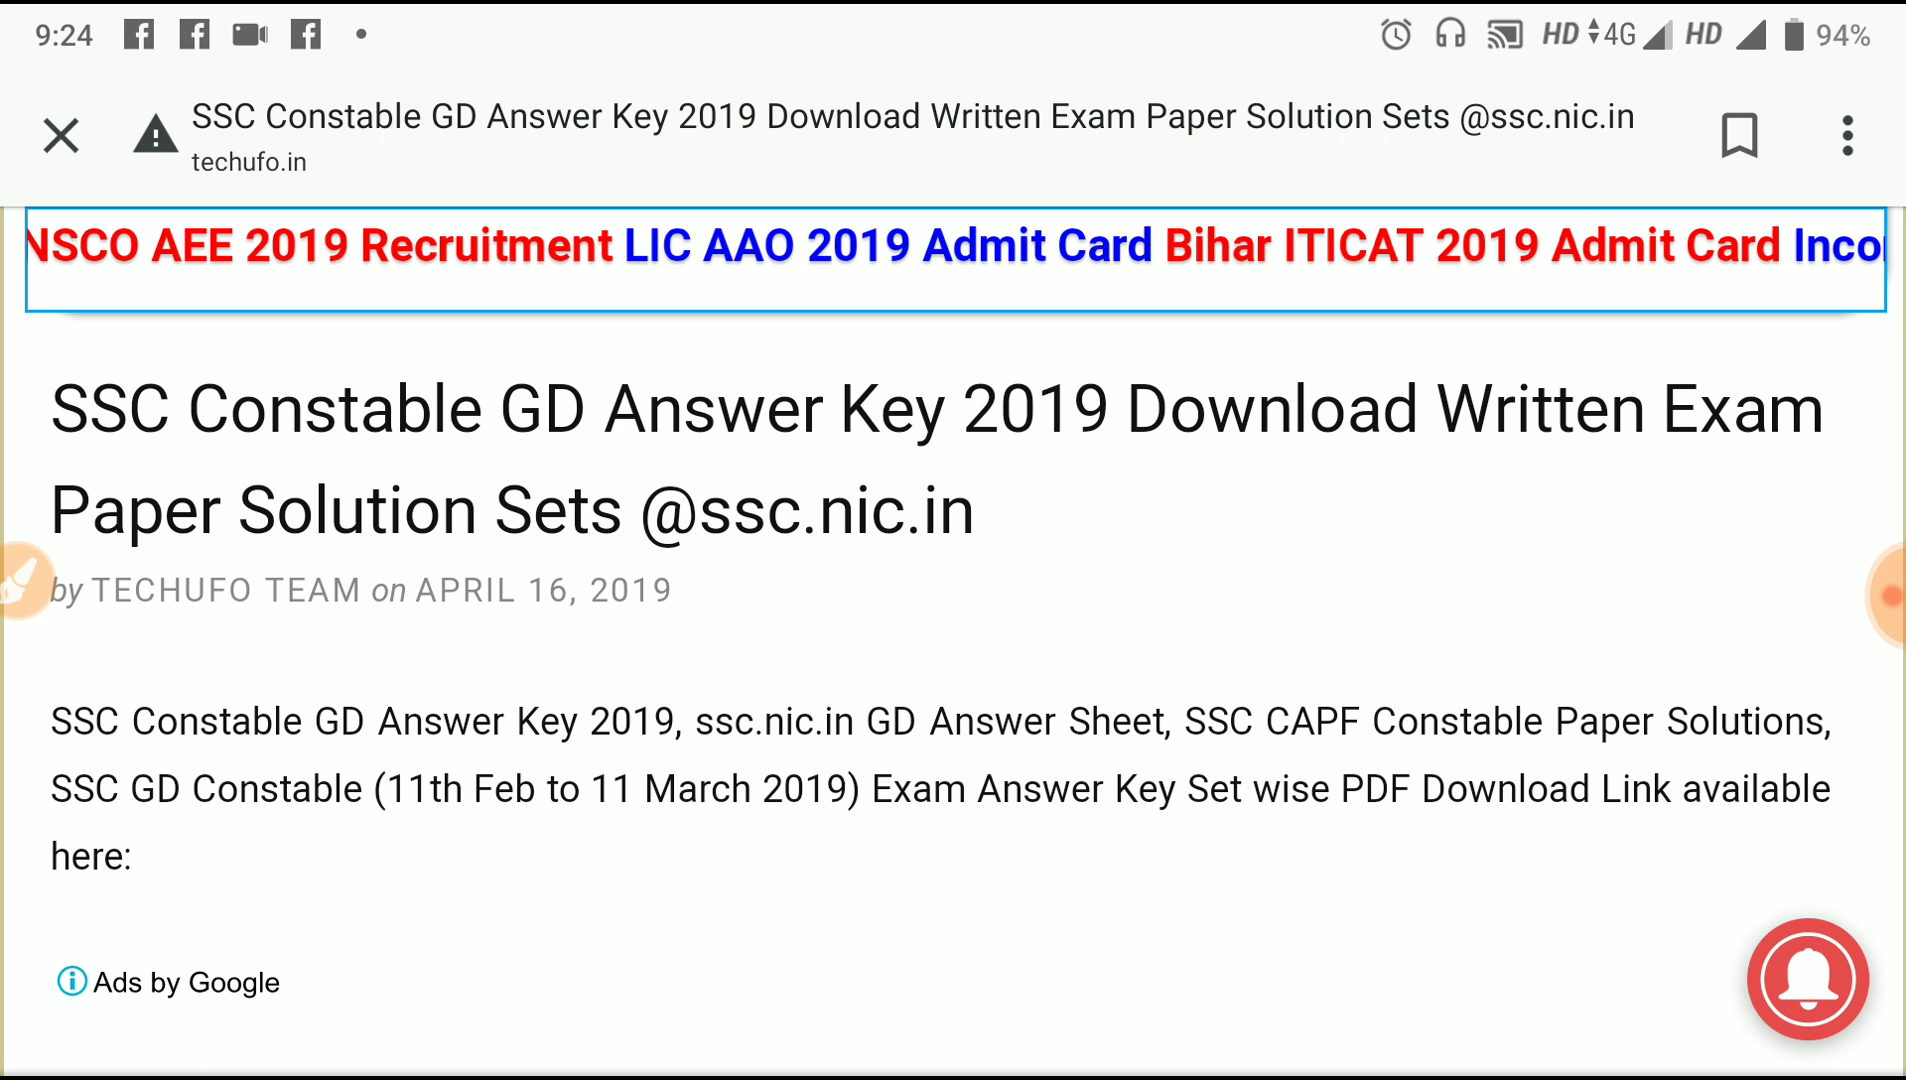 9:24 HD 4G HD 94%
SSC Constable GD Answer Key 2019 Download Written Exam Paper Solution Sets @ssc.nic.in
techufo.in
NSCO AEE 2019 Recruitment LIC AAO 2019 Admit Card Bihar ITICAT 2019 Admit Card
SSC Constable GD Answer Key 2019 Download Written Exam
Paper Solution Sets @ssc.nic.in
by TECHUFO TEAM on APRIL 16, 2019
SSC Constable GD Answer Key 2019, ssc.nic.in GD Answer Sheet, SSC CAPF Constable Paper Solutions,
SSC GD Constable (11th Feb to 11 March 2019) Exam Answer Key Set wise PDF Download Link available
here:
Ads by Google